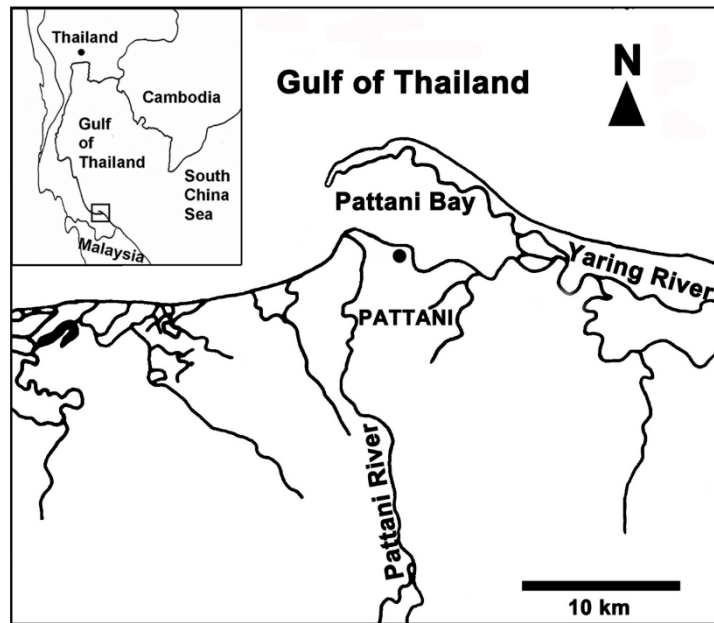 Thailand
Cambodia
Gulf
of
Thailand
South
China
Sea
Malaysia
Gulf of Thailand
N
Pattani Bay
Yaring River
PATTANI
Pattani River
10 km